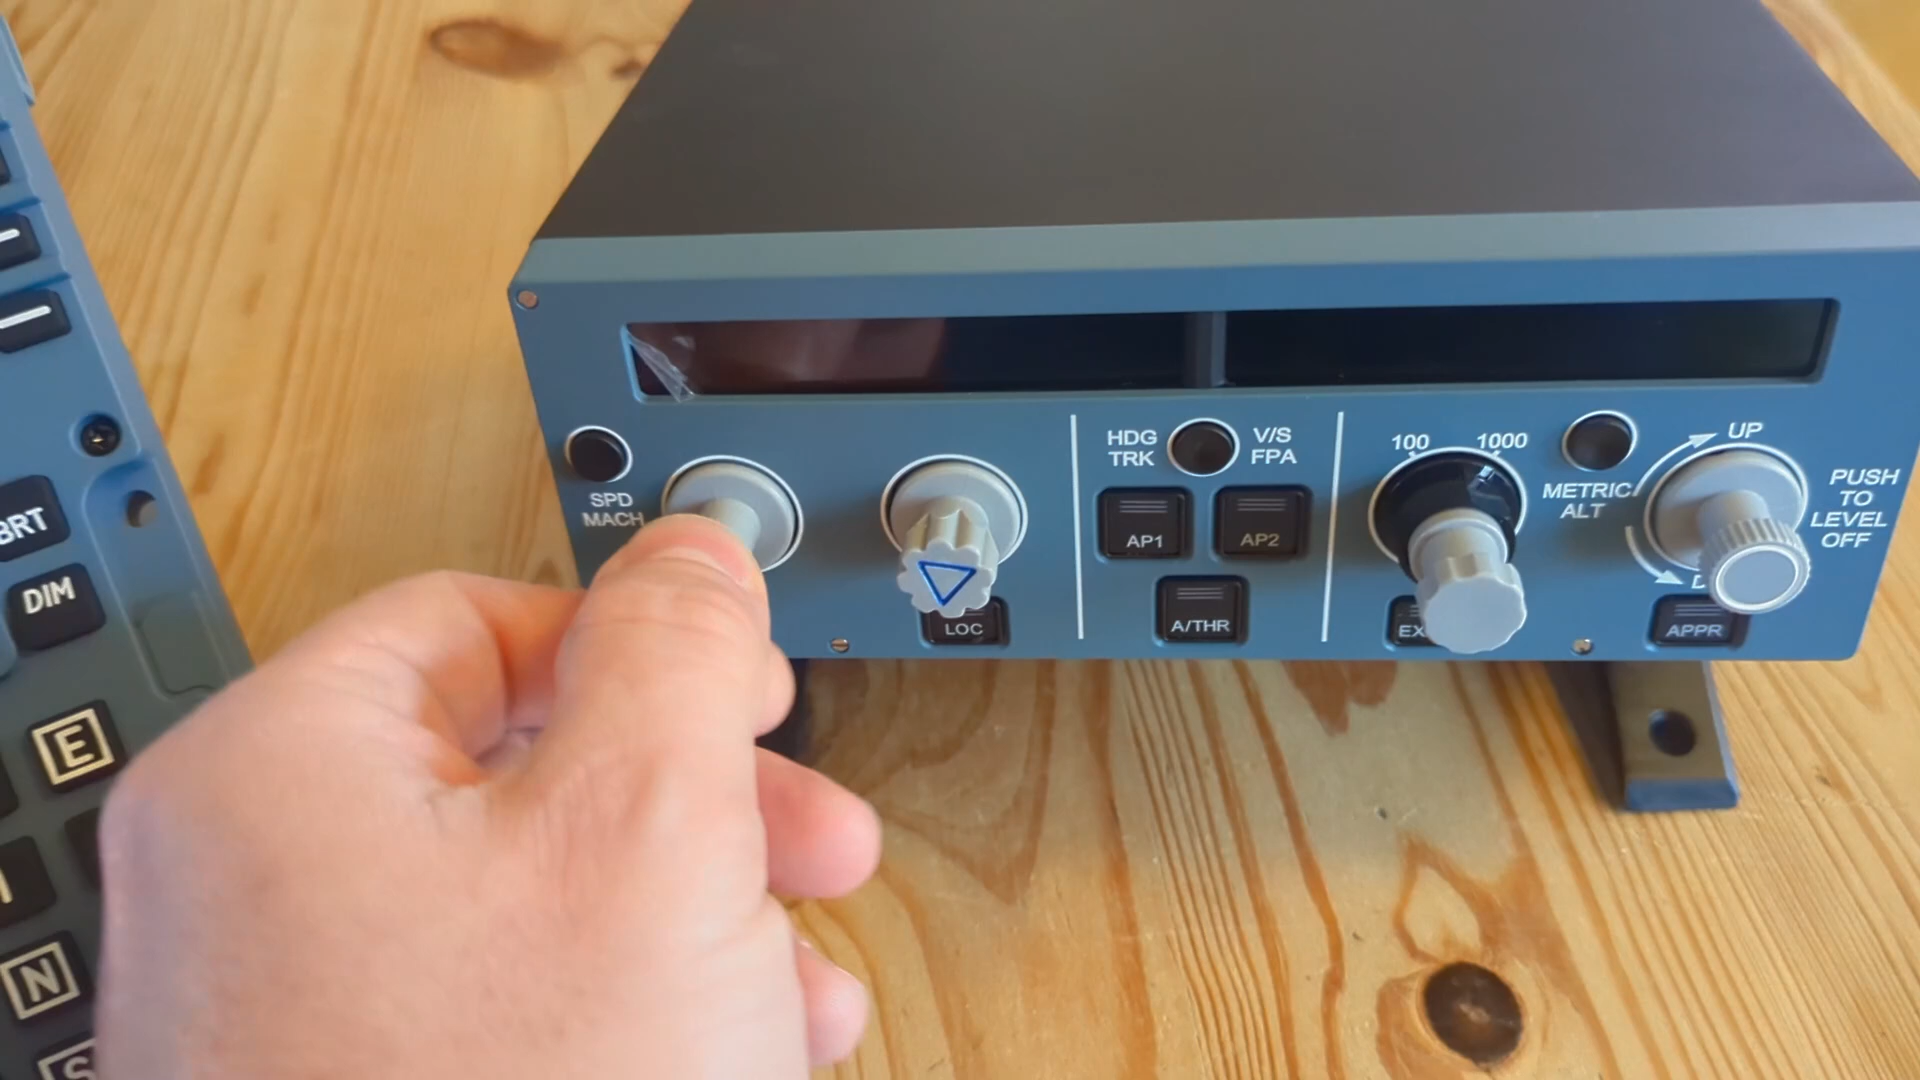 SPD
MACH
HDG
TRK
V/S
FPA
100
1000
METRIC
ALT
UP
PUSH
TO
LEVEL
OFF
AP1
AP2
A/THR
LOC
APPR
BRT
DIM
E
N